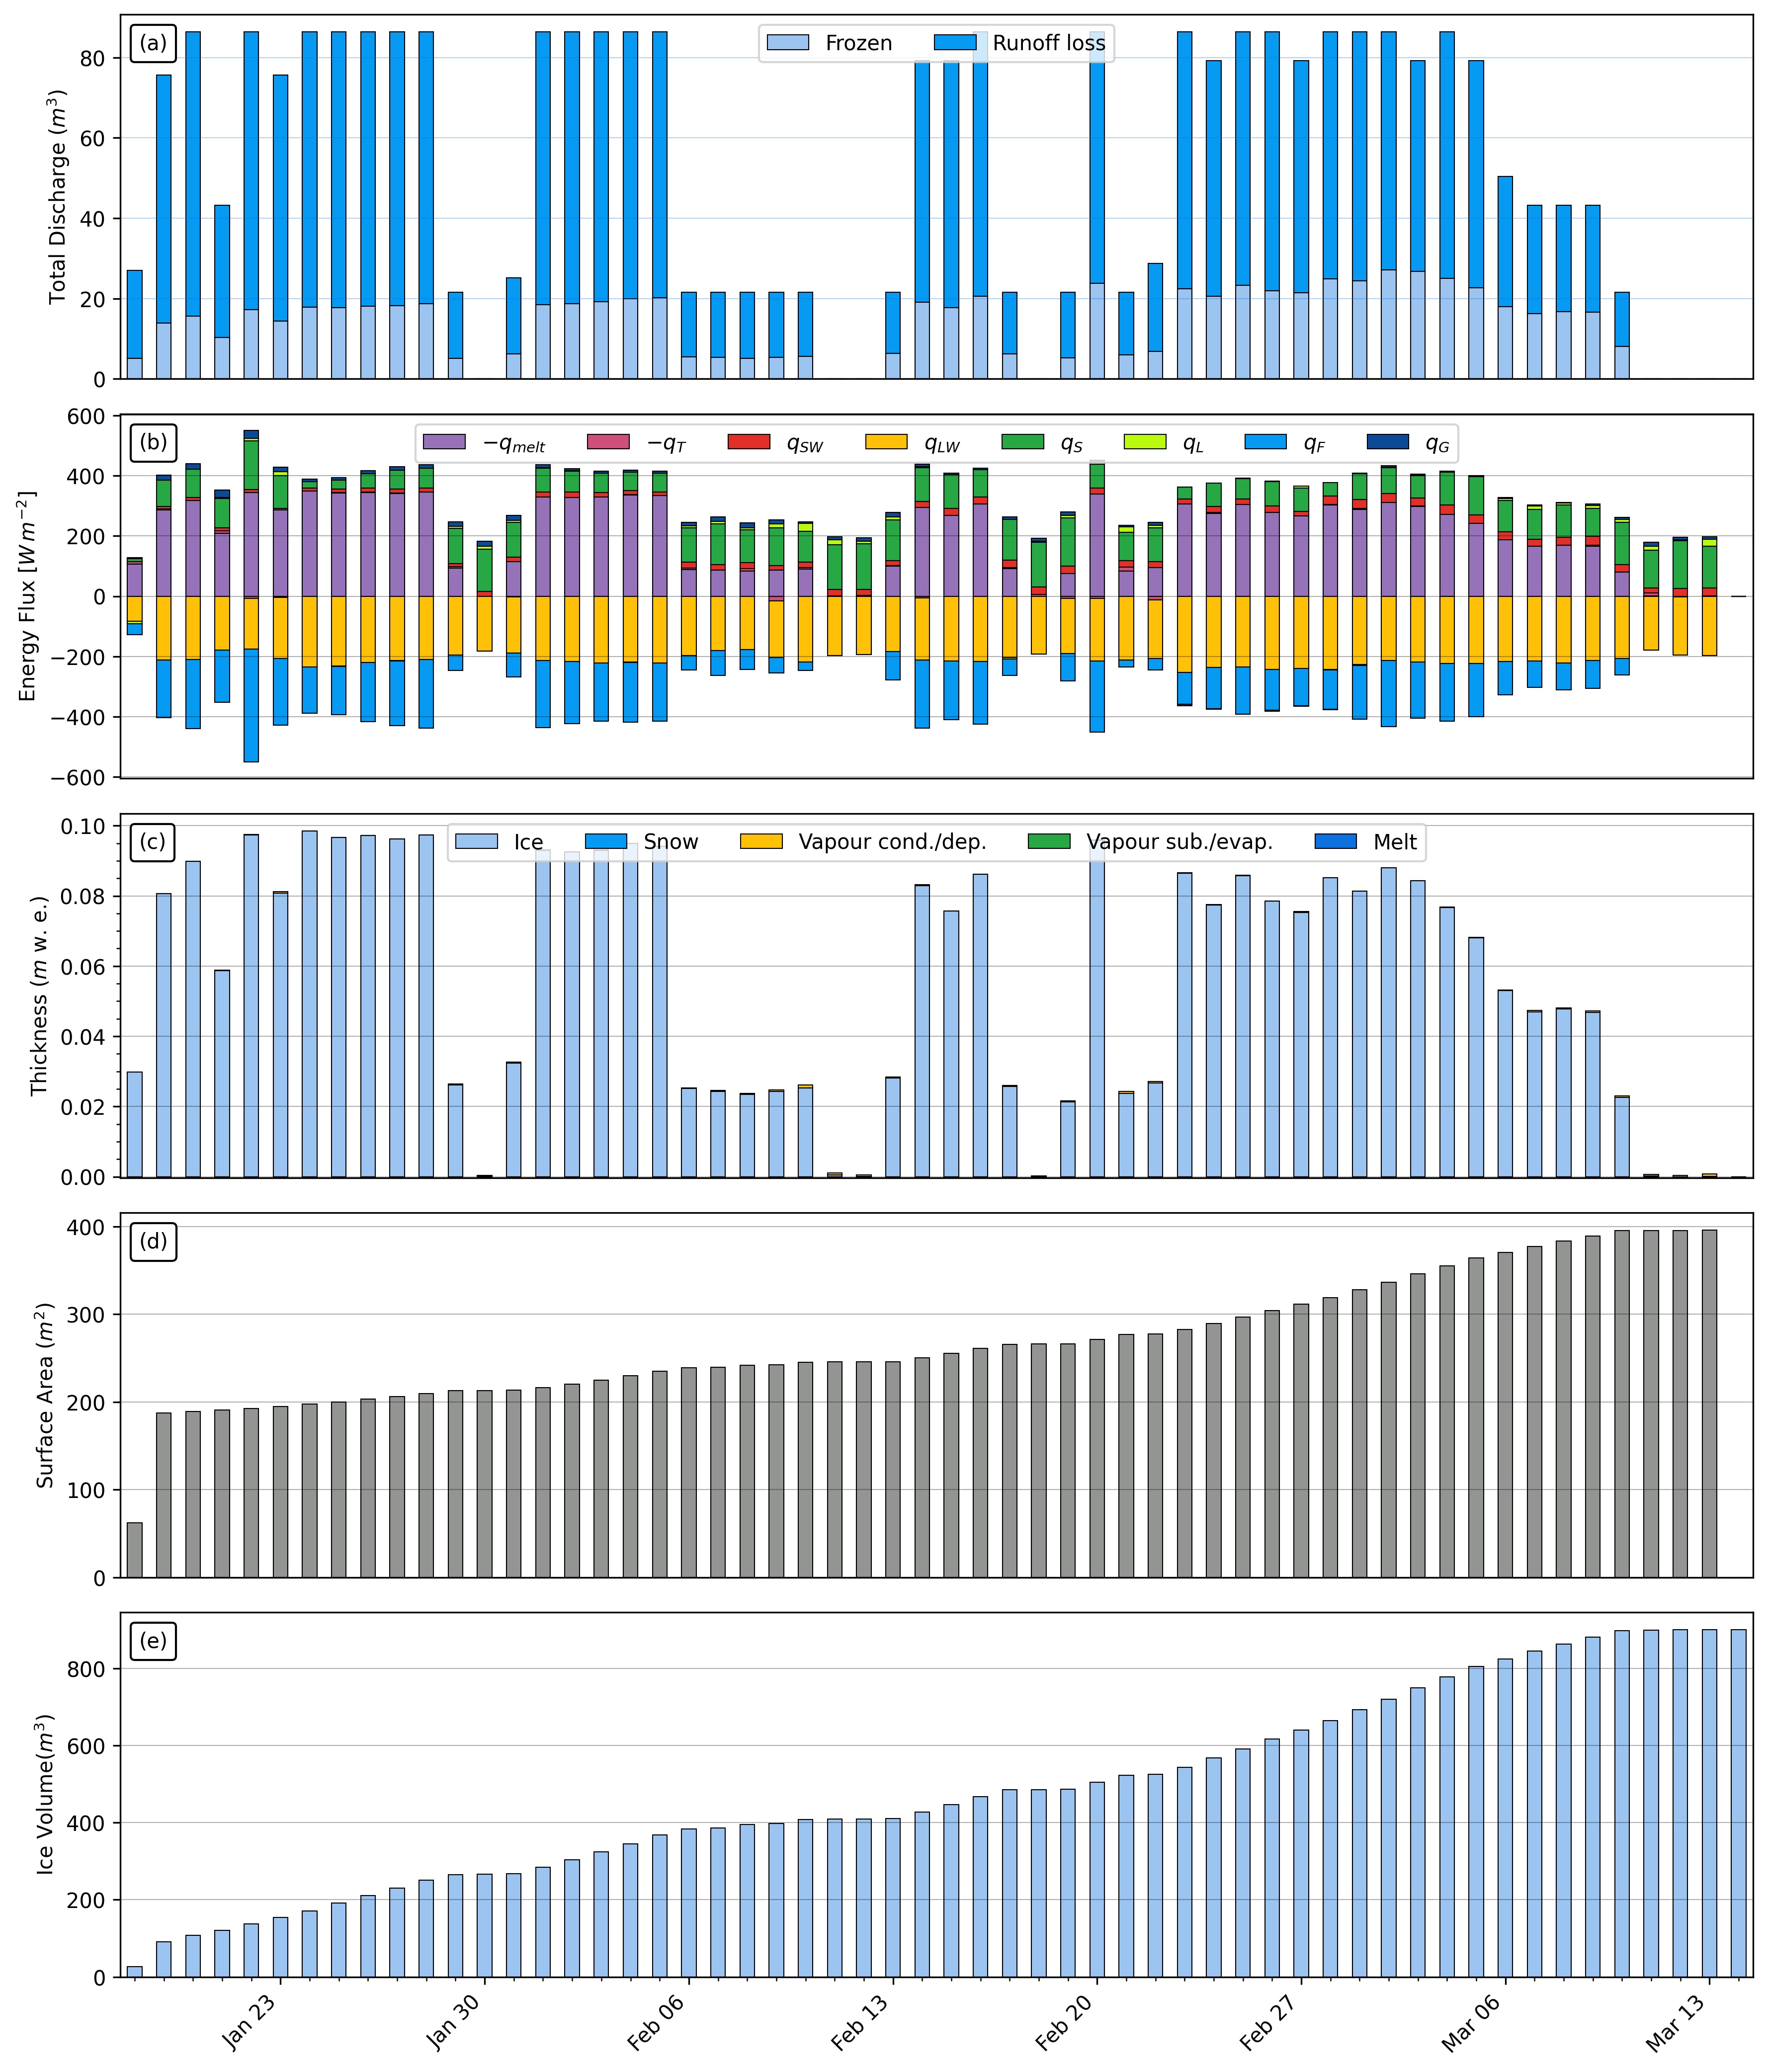 (a)
Frozen Runoff loss
Total Discharge (m³)
80
60
40
20
0
(b)
−q_melt −q_T q_SW q_LW q_S q_L q_F q_G
Energy Flux [W m⁻²]
600
400
200
0
−200
−400
−600
(c)
Ice Snow Vapour cond./dep. Vapour sub./evap. Melt
Thickness (m w. e.)
0.10
0.08
0.06
0.04
0.02
0.00
(d)
Surface Area (m²)
400
300
200
100
0
(e)
Ice Volume(m³)
800
600
400
200
0
Jan 23 Jan 30 Feb 06 Feb 13 Feb 20 Feb 27 Mar 06 Mar 13